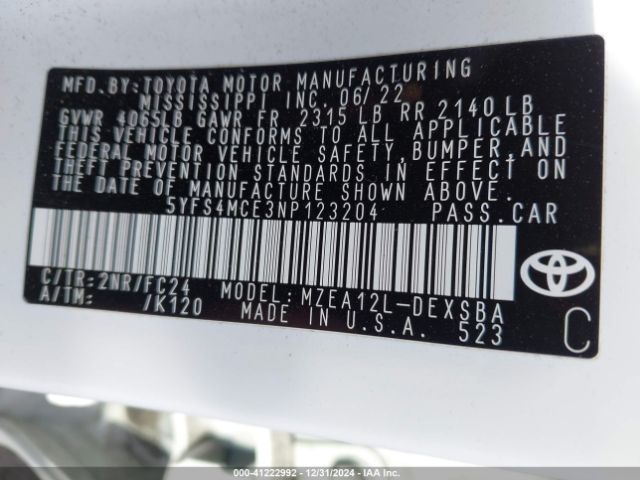 MFD. BY: TOYOTA MOTOR MANUFACTURING
MISSISSIPPI INC. 06/22
GVWR 4065LB GAWR FR 2315 LB RR 2140 LB
THIS VEHICLE CONFORMS TO ALL APPLICABLE
FEDERAL MOTOR VEHICLE SAFETY, BUMPER, AND
THEFT PREVENTION STANDARDS IN EFFECT ON
THE DATE OF MANUFACTURE SHOWN ABOVE.
5YFS4MCE3NP123204 PASS. CAR
C/TR: 2NR/FC24 MODEL: MZEA12L-DEXSBA
A/TM: /K120 MADE IN U.S.A. 523
C
000-41222992 - 12/31/2024 - IAA Inc.